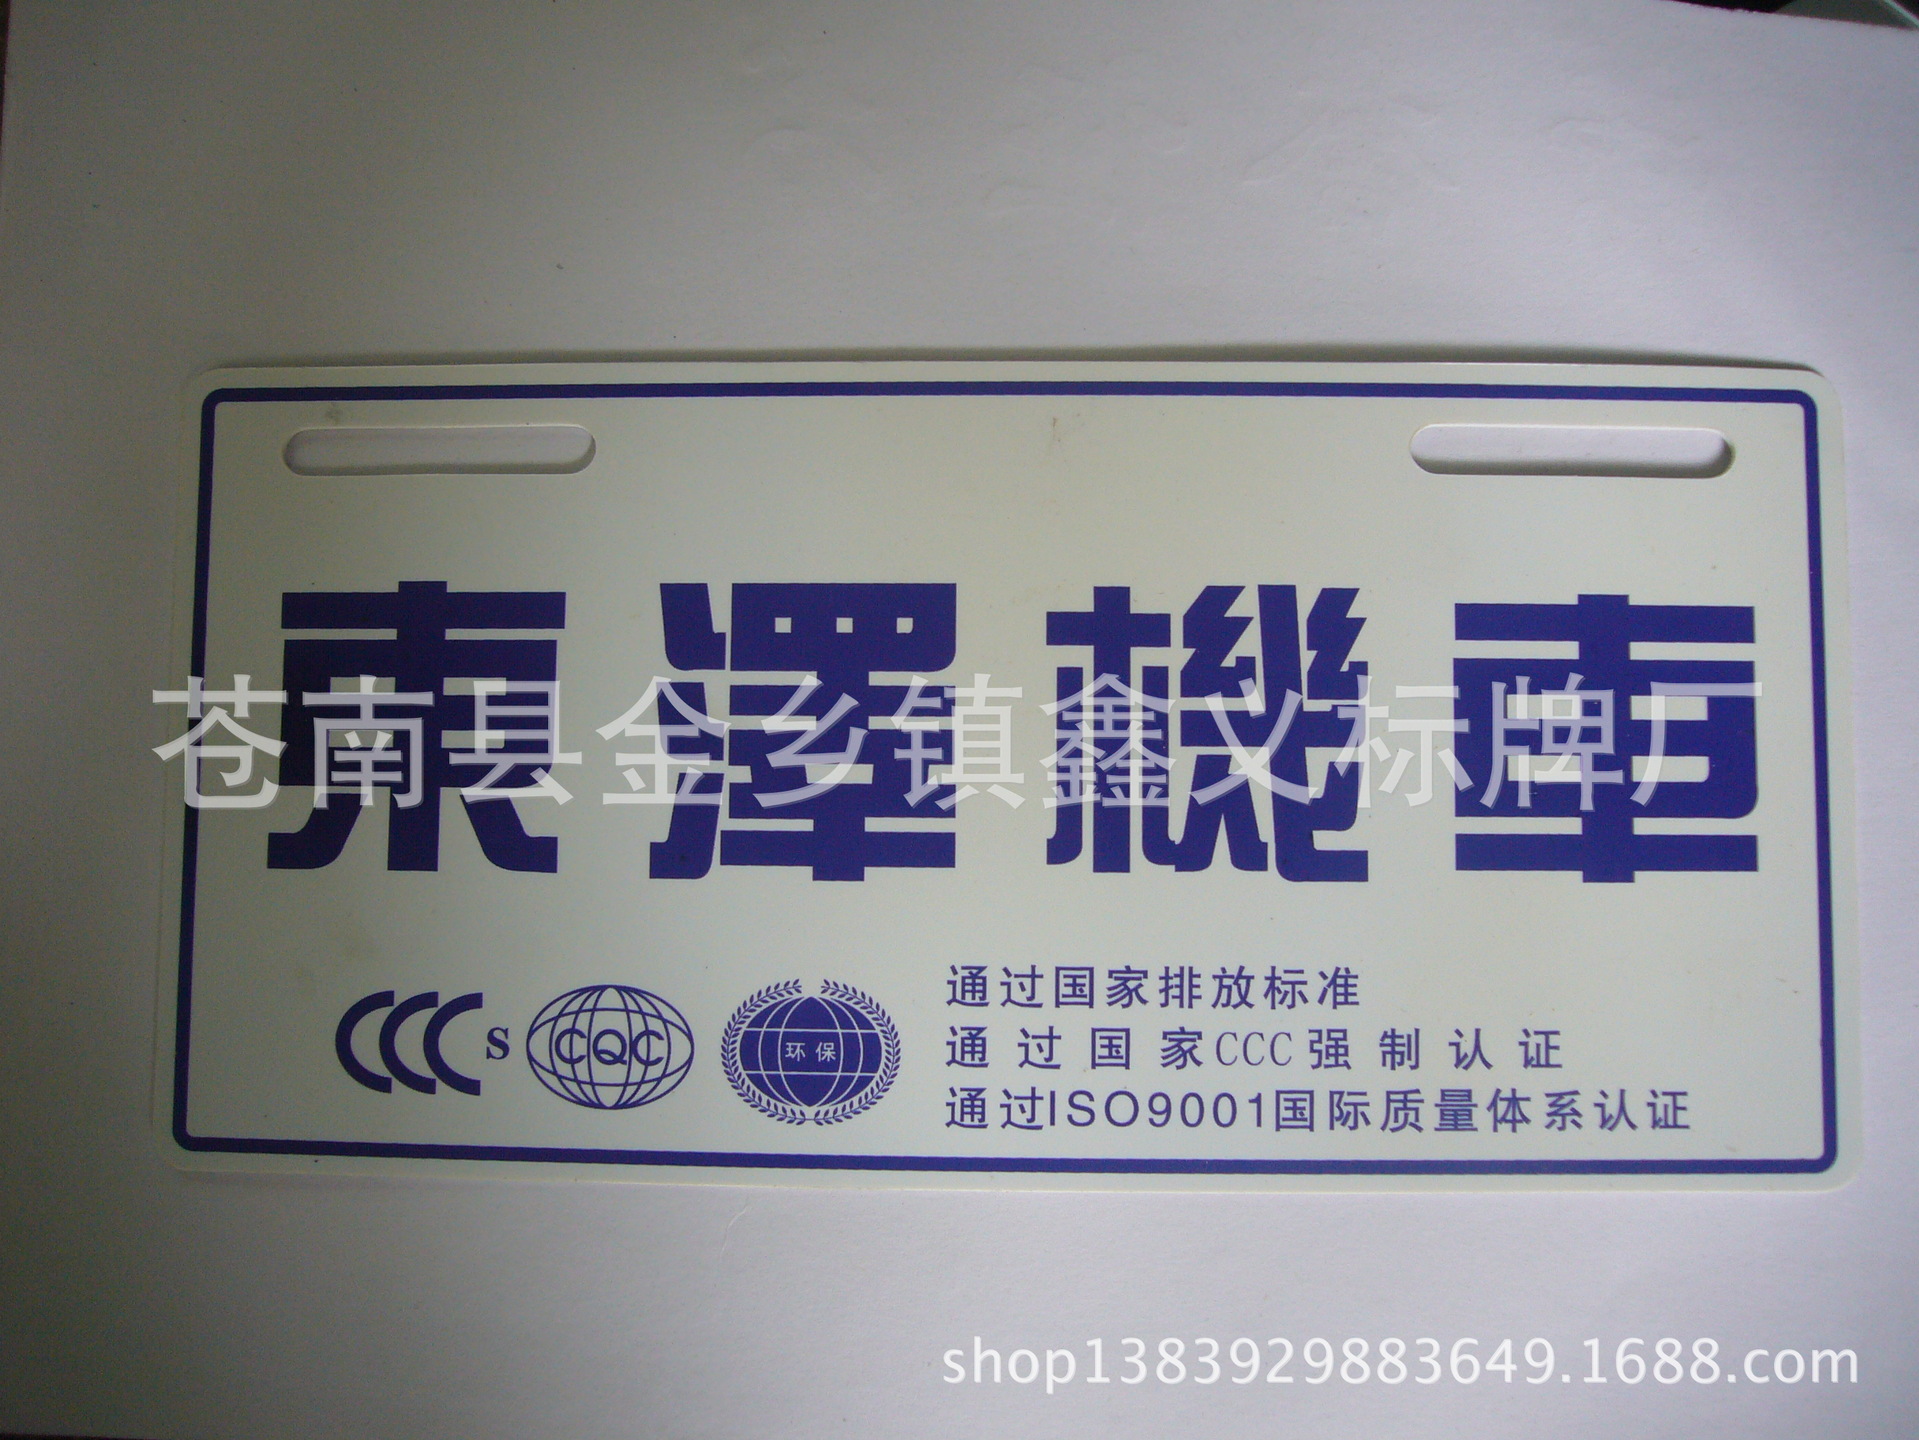 東澤機車
苍南县金乡镇鑫义标牌厂
CCC S CQC 环保
通过国家排放标准
通过国家CCC强制认证
通过ISO9001国际质量体系认证
shop1383929883649.1688.com